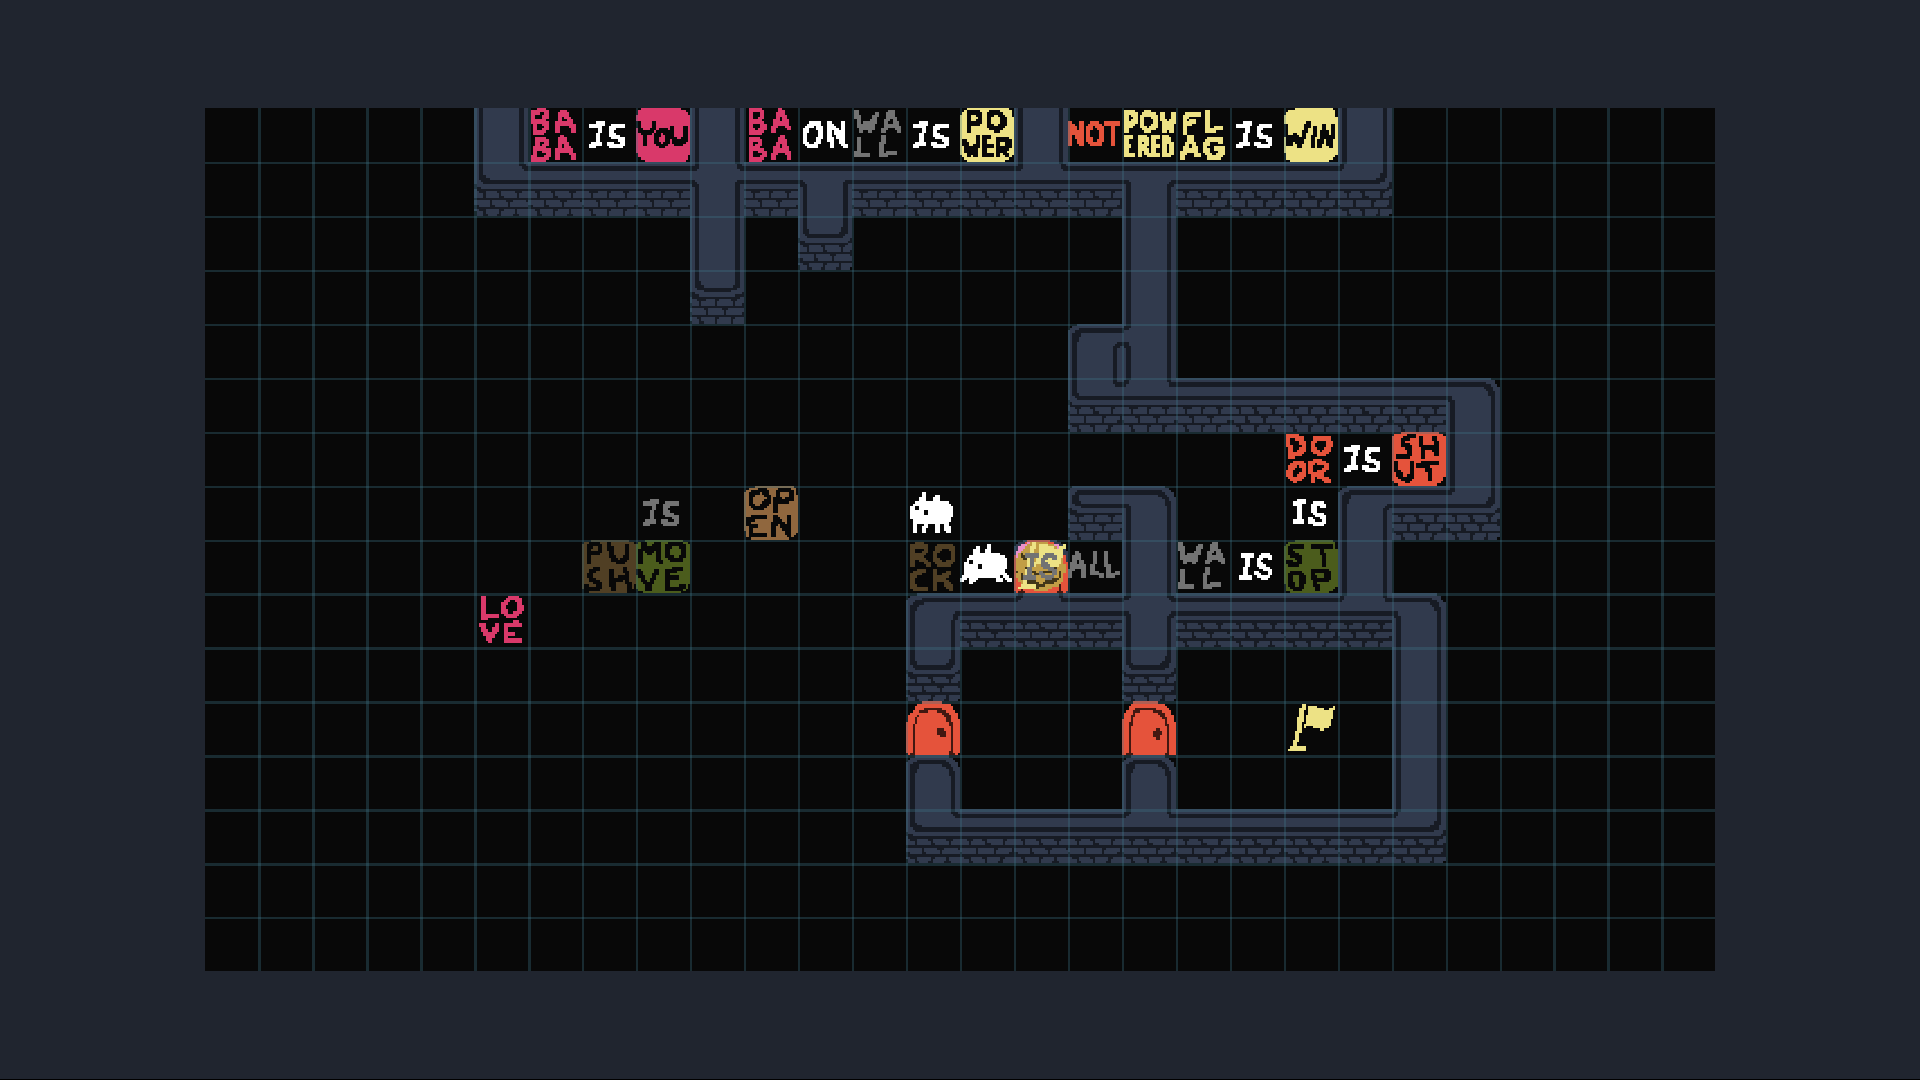 BABA IS YOU BABA ON WALL IS POWER NOT POWERED FLAG IS WIN
DOOR IS SHUT
IS OPEN IS
PUSH MOVE ROCK IS ALL WALL IS STOP
LOVE